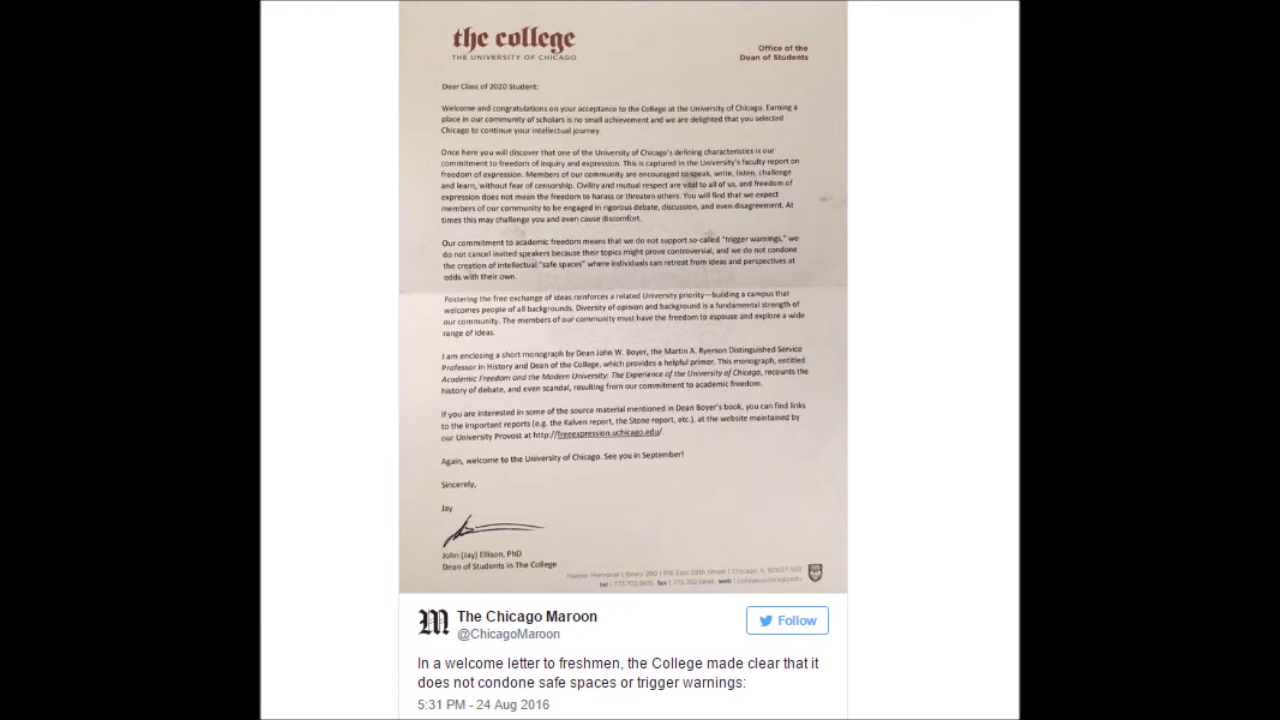 the college
THE UNIVERSITY OF CHICAGO
Office of the
Dean of Students
Dear Class of 2020 Student:
Welcome and congratulations on your acceptance to the College at the University of Chicago. Earning a
place in our community of scholars is no small achievement and we are delighted that you selected
Chicago to continue your intellectual journey.
Once here you will discover that one of the University of Chicago's defining characteristics is our
commitment to freedom of inquiry and expression. This is captured in the University's faculty report on
freedom of expression. Members of our community are encouraged to speak, write, listen, challenge
and learn, without fear of censorship. Civility and mutual respect are vital to all of us, and freedom of
expression does not mean the freedom to harass or threaten others. You will find that we expect
members of our community to be engaged in rigorous debate, discussion, and even disagreement. At
times this may challenge you and even cause discomfort.
Our commitment to academic freedom means that we do not support so-called "trigger warnings," we
do not cancel invited speakers because their topics might prove controversial, and we do not condone
the creation of intellectual "safe spaces" where individuals can retreat from ideas and perspectives at
odds with their own.
Fostering the free exchange of ideas reinforces a related University priority—building a campus that
welcomes people of all backgrounds. Diversity of opinion and background is a fundamental strength of
our community. The members of our community must have the freedom to espouse and explore a wide
range of ideas.
I am enclosing a short monograph by Dean John W. Boyer, the Martin A. Ryerson Distinguished Service
Professor in History and Dean of the College, which provides a helpful primer. This monograph, entitled
Academic Freedom and the Modern University: The Experience of the University of Chicago, recounts the
history of debate, and even scandal, resulting from our commitment to academic freedom.
If you are interested in some of the source material mentioned in Dean Boyer's book, you can find links
to the important reports (e.g. the Kalven report, the Stone report, etc.), at the website maintained by
our University Provost at http://freeexpression.uchicago.edu/.
Again, welcome to the University of Chicago. See you in September!
Sincerely,
Jay
John (Jay) Ellison, PhD
Dean of Students in The College
Harper Memorial Library 280 | 1116 East 59th Street | Chicago, IL 60637
tel fax web | college.uchicago.edu
The Chicago Maroon
@ChicagoMaroon
Follow
In a welcome letter to freshmen, the College made clear that it
does not condone safe spaces or trigger warnings:
5:31 PM - 24 Aug 2016